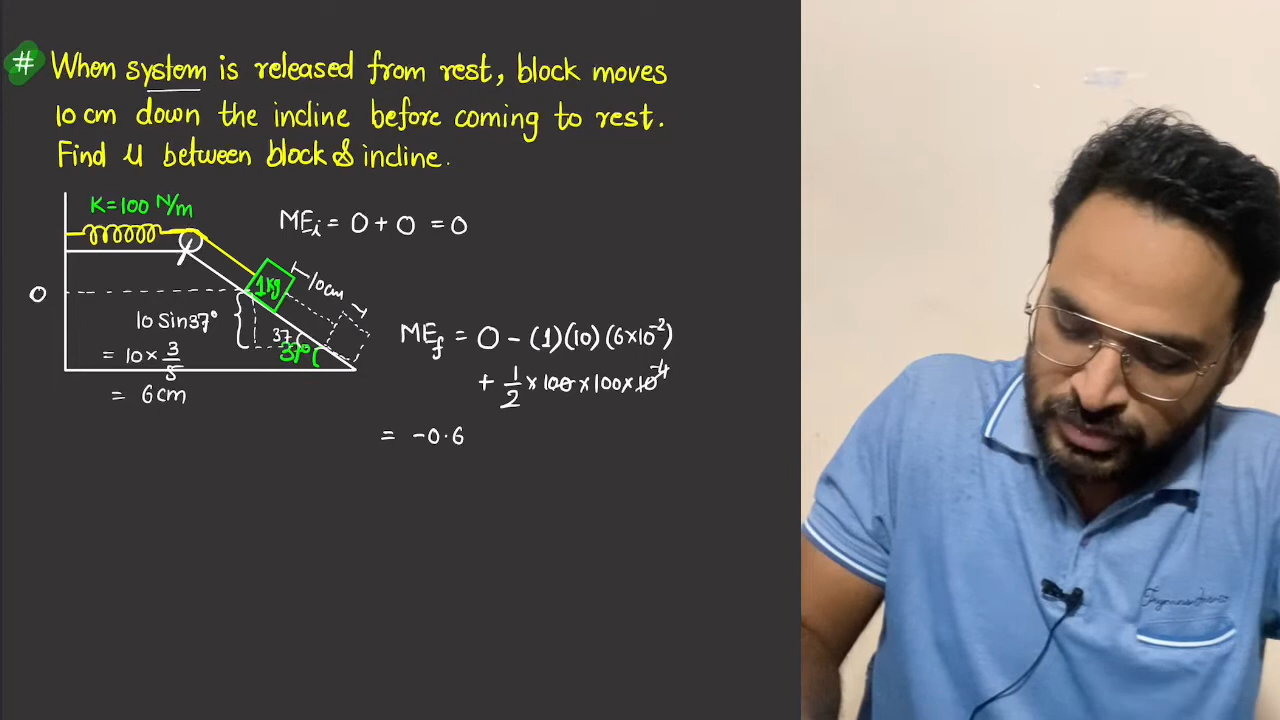 # When system is released from rest, block moves
10 cm down the incline before coming to rest.
Find μ between block & incline.
K=100 N/m
ME_i = 0 + 0 = 0
1kg
10cm
0
10 Sin37°
= 10 × 3/5
= 6cm
37
37°
ME_f = 0 - (1)(10)(6×10^-2)
+ 1/2 × 100 × 100 × 10^-4
= -0.6